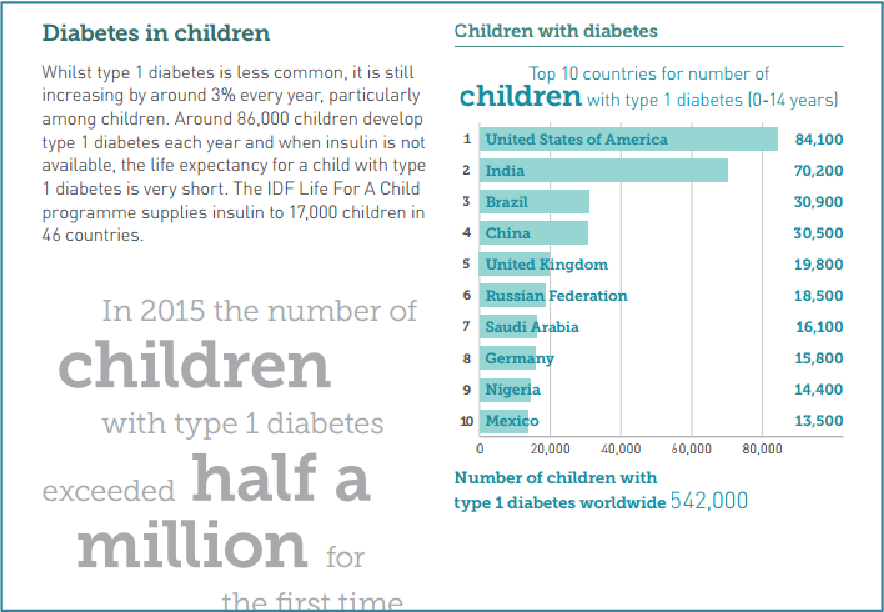 Diabetes in children
Whilst type 1 diabetes is less common, it is still
increasing by around 3% every year, particularly
among children. Around 86,000 children develop
type 1 diabetes each year and when insulin is not
available, the life expectancy for a child with type
1 diabetes is very short. The IDF Life For A Child
programme supplies insulin to 17,000 children in
46 countries.
In 2015 the number of
children
with type 1 diabetes
exceeded half a
million for
the first time
Children with diabetes
Top 10 countries for number of
children with type 1 diabetes (0-14 years)
1 United States of America 84,100
2 India 70,200
3 Brazil 30,900
4 China 30,500
5 United Kingdom 19,800
6 Russian Federation 18,500
7 Saudi Arabia 16,100
8 Germany 15,800
9 Nigeria 14,400
10 Mexico 13,500
0 20,000 40,000 60,000 80,000
Number of children with
type 1 diabetes worldwide 542,000